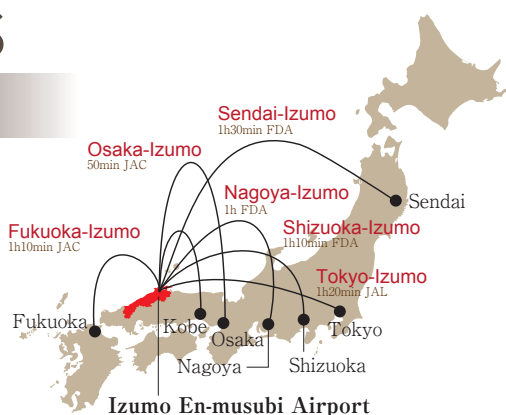 S
Sendai-Izumo
1h30min FDA
Osaka-Izumo
50min JAC
Nagoya-Izumo
1h FDA
Sendai
Fukuoka-Izumo
1h10min JAC
Shizuoka-Izumo
1h10min FDA
Tokyo-Izumo
1h20min JAL
Fukuoka
Kobe
Osaka
Tokyo
Nagoya
Shizuoka
Izumo En-musubi Airport